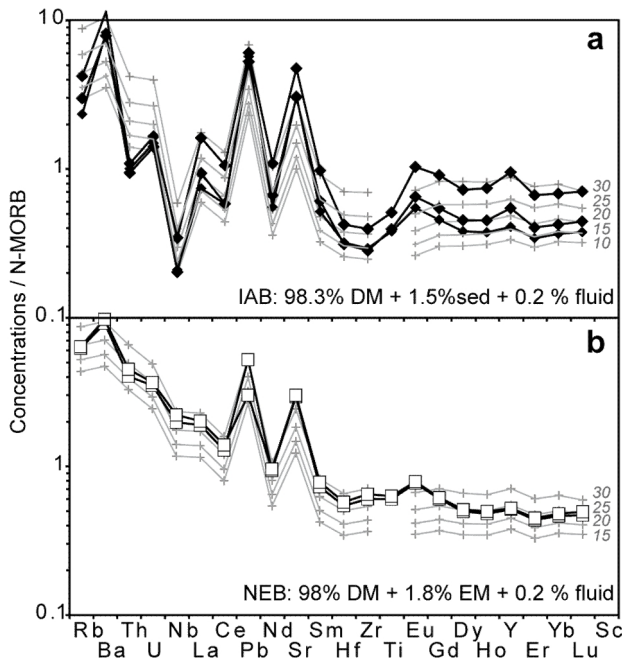 10
a
1
30
25
20
15
10
IAB: 98.3% DM + 1.5%sed + 0.2 % fluid
0.1
Concentrations / N-MORB
b
1
30
25
20
15
NEB: 98% DM + 1.8% EM + 0.2 % fluid
0.1
Rb Th Nb Ce Nd Sm Zr Eu Dy Y Yb Sc
Ba U La Pb Sr Hf Ti Gd Ho Er Lu